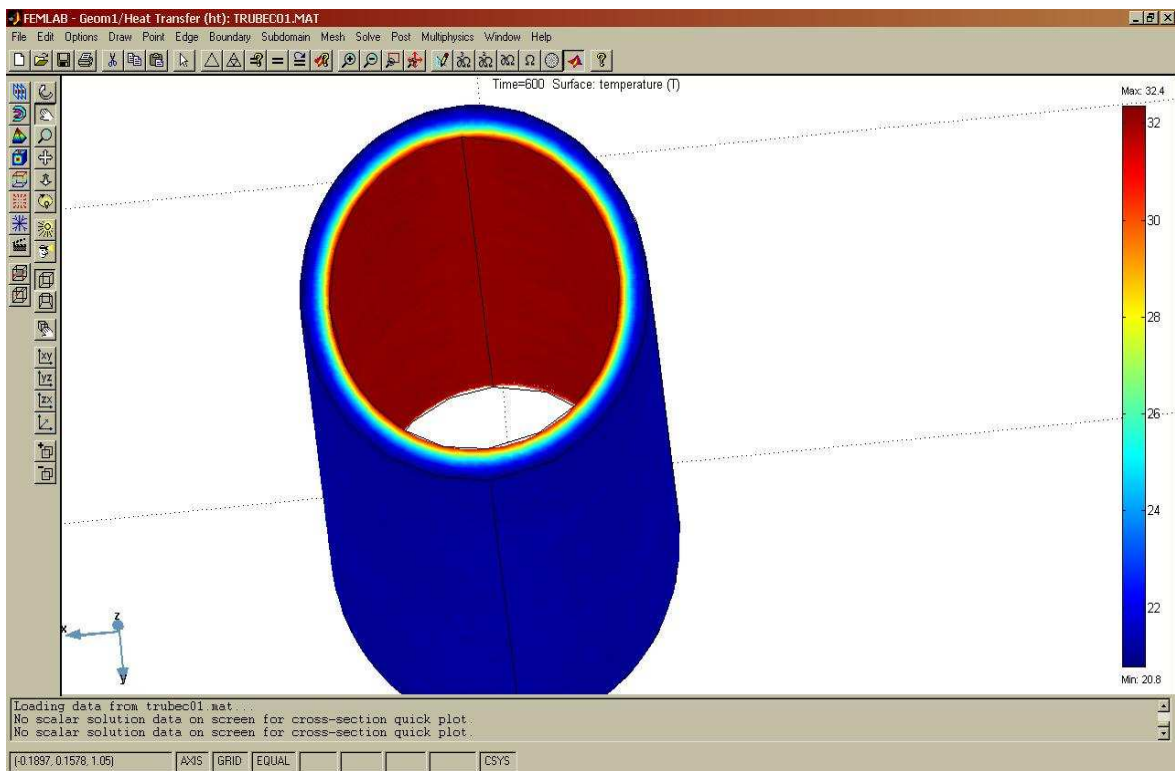 FEMLAB - Geom1/Heat Transfer (ht): TRUBEC01.MAT
File Edit Options Draw Point Edge Boundary Subdomain Mesh Solve Post Multiphysics Window Help
Time=600 Surface: temperature (T)
Max: 32.4
32
30
28
26
24
22
Min: 20.8
xy
yz
zx
x
y
z
Loading data from trubec01.mat...
No scalar solution data on screen for cross-section quick plot.
No scalar solution data on screen for cross-section quick plot.
(-0.1897, 0.1578, 1.05) AXIS GRID EQUAL CSYS